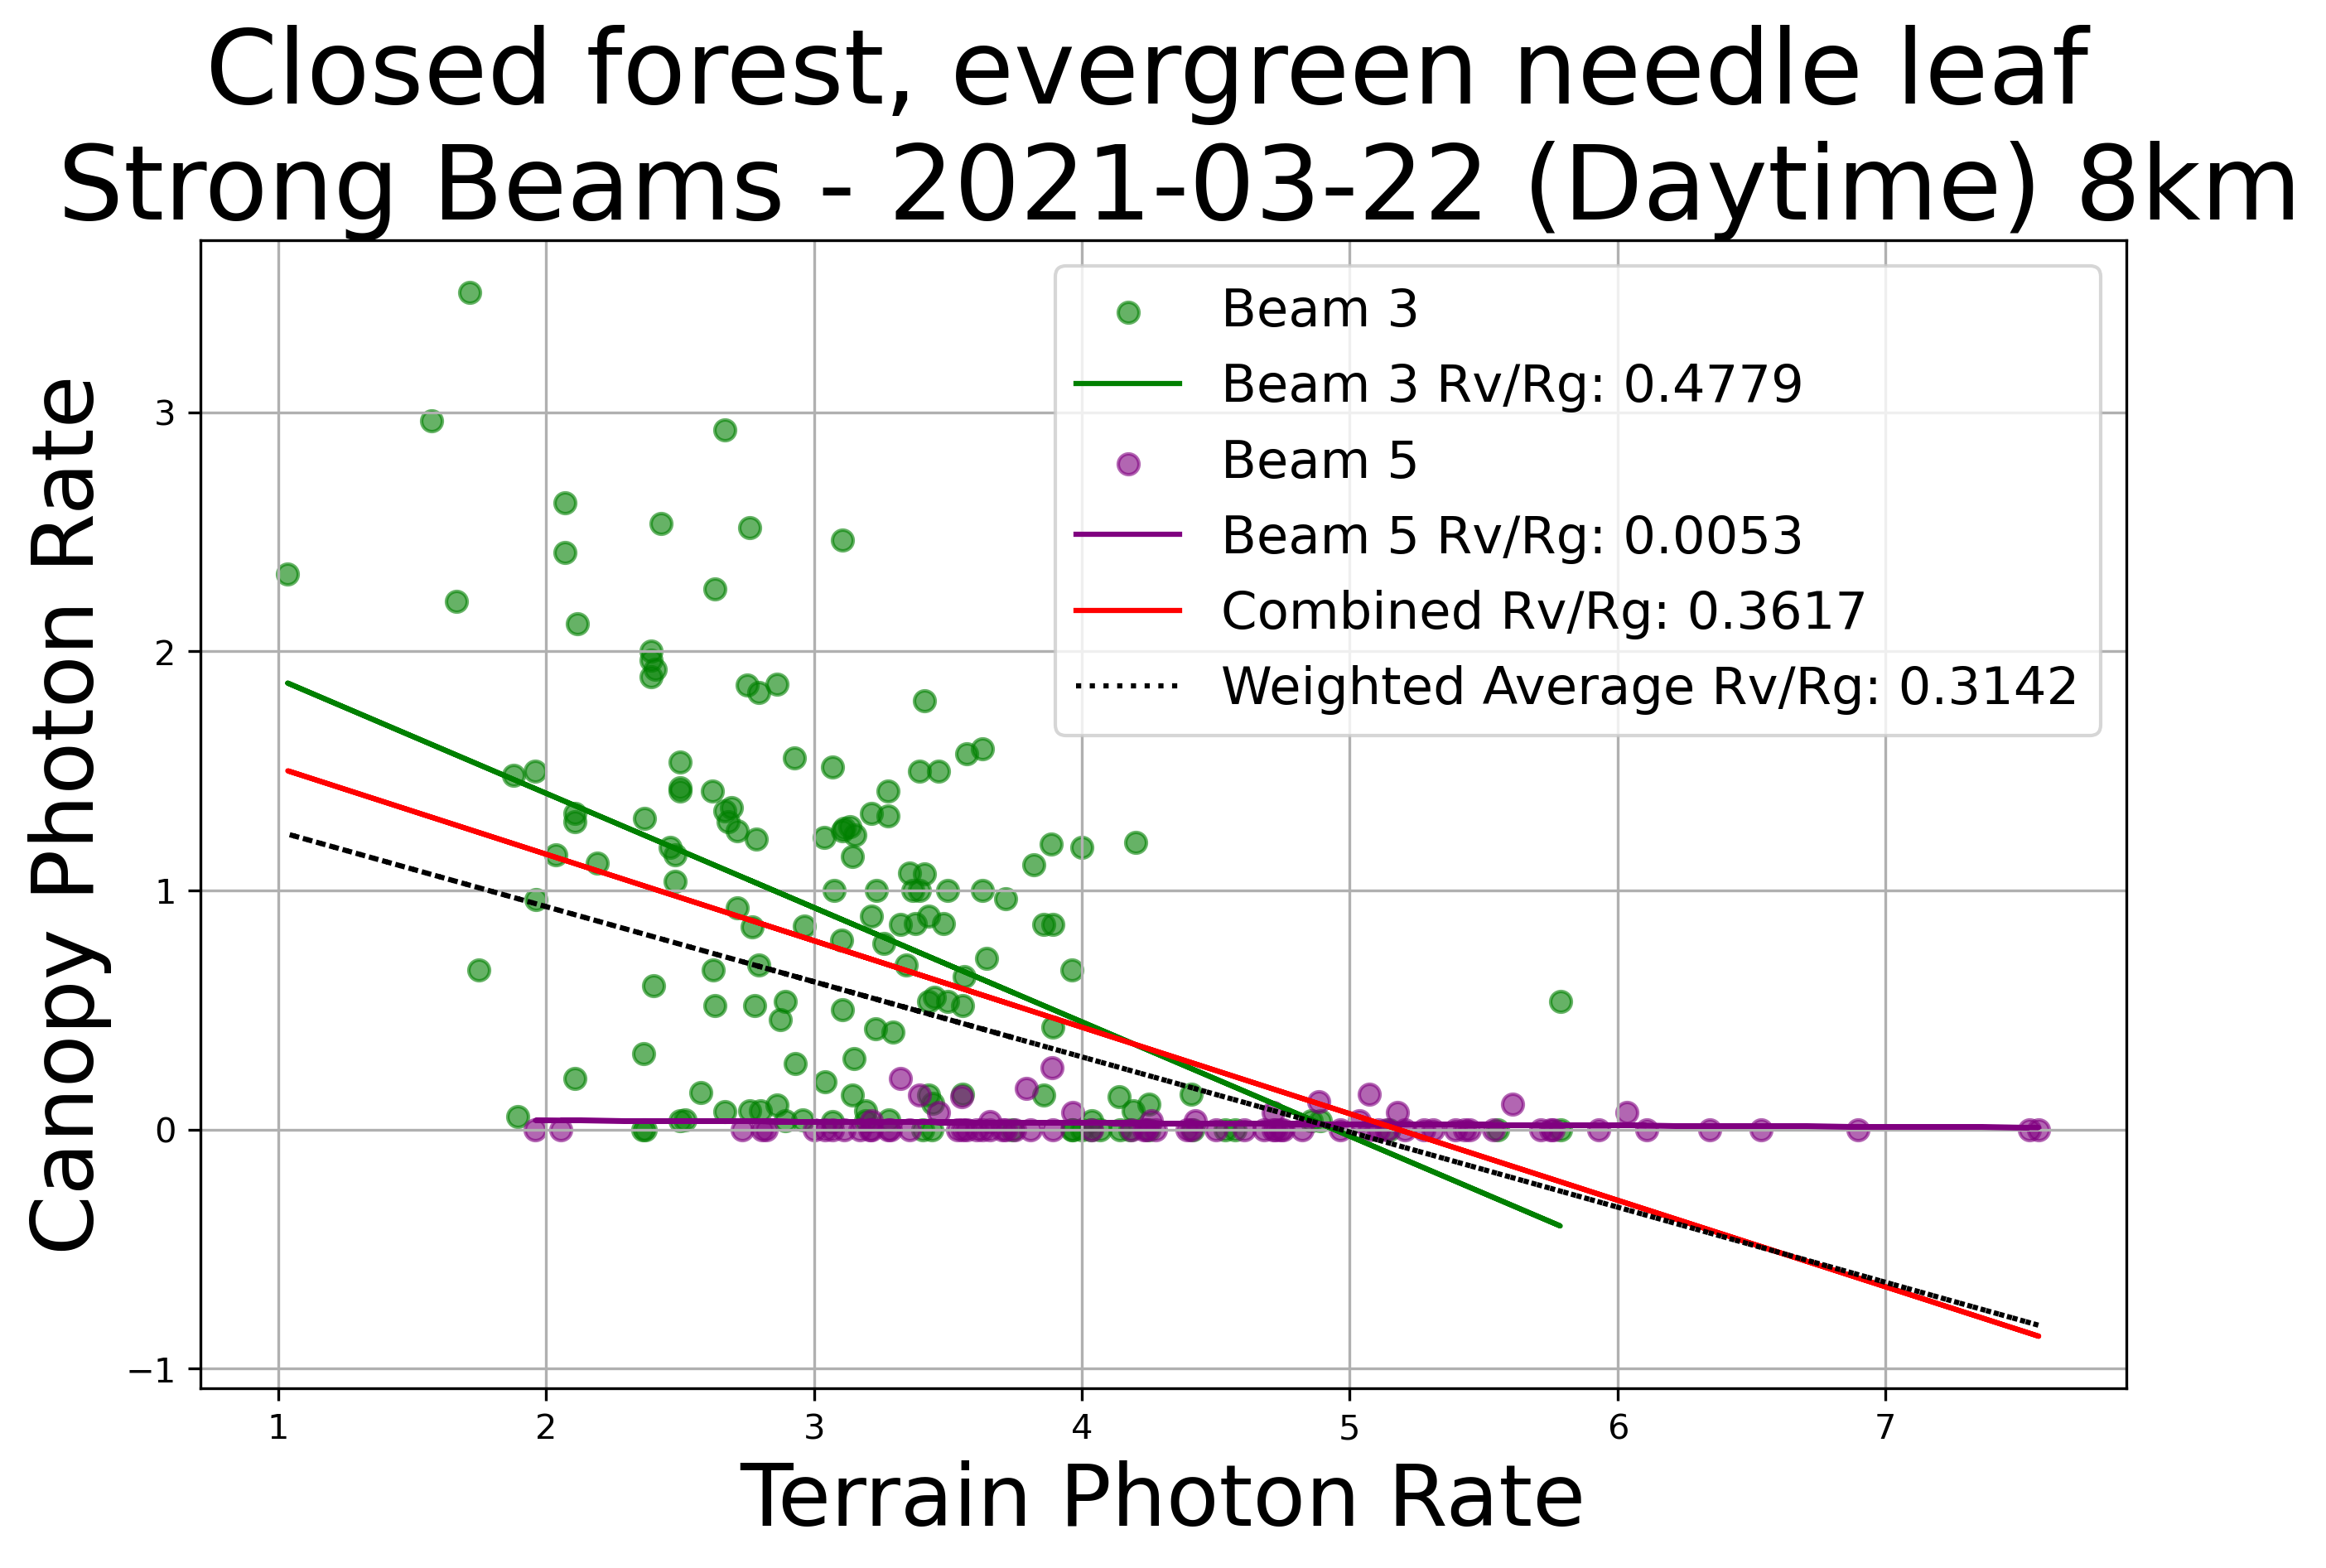 Closed forest, evergreen needle leaf
Strong Beams - 2021-03-22 (Daytime) 8km
Canopy Photon Rate
3
2
1
0
−1
Beam 3
Beam 3 Rv/Rg: 0.4779
Beam 5
Beam 5 Rv/Rg: 0.0053
Combined Rv/Rg: 0.3617
Weighted Average Rv/Rg: 0.3142
1 2 3 4 5 6 7
Terrain Photon Rate